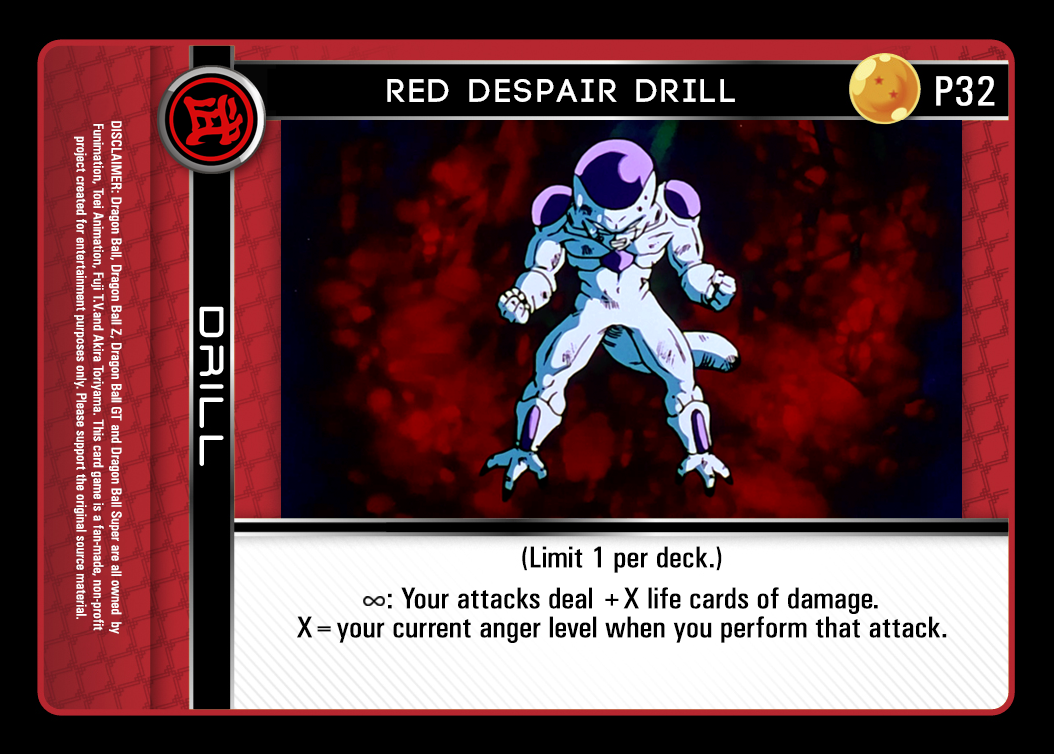 RED DESPAIR DRILL
P32
武
DRILL
(Limit 1 per deck.)
∞: Your attacks deal +X life cards of damage.
X = your current anger level when you perform that attack.
DISCLAIMER: Dragon Ball, Dragon Ball Z, Dragon Ball GT and Dragon Ball Super are all owned by
Funimation, Toei Animation, Fuji T.V.and Akira Toriyama. This card game is a fan-made, non-profit
project created for entertainment purposes only. Please support the original source material.